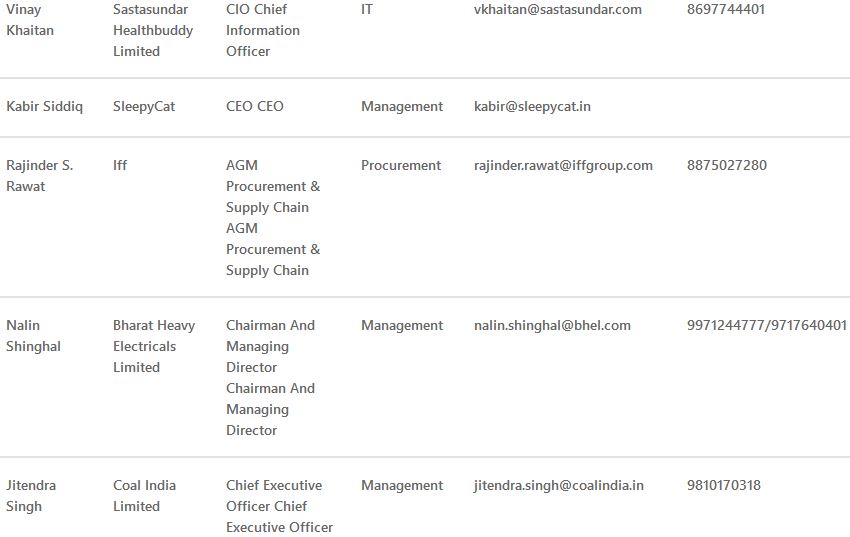 Vinay Khaitan
Sastasundar Healthbuddy Limited
CIO Chief Information Officer
IT
vkhaitan@sastasundar.com
8697744401
Kabir Siddiq
SleepyCat
CEO CEO
Management
kabir@sleepycat.in
Rajinder S. Rawat
Iff
AGM Procurement & Supply Chain AGM Procurement & Supply Chain
Procurement
rajinder.rawat@iffgroup.com
8875027280
Nalin Shinghal
Bharat Heavy Electricals Limited
Chairman And Managing Director Chairman And Managing Director
Management
nalin.shinghal@bhel.com
9971244777/9717640401
Jitendra Singh
Coal India Limited
Chief Executive Officer Chief Executive Officer
Management
jitendra.singh@coalindia.in
9810170318